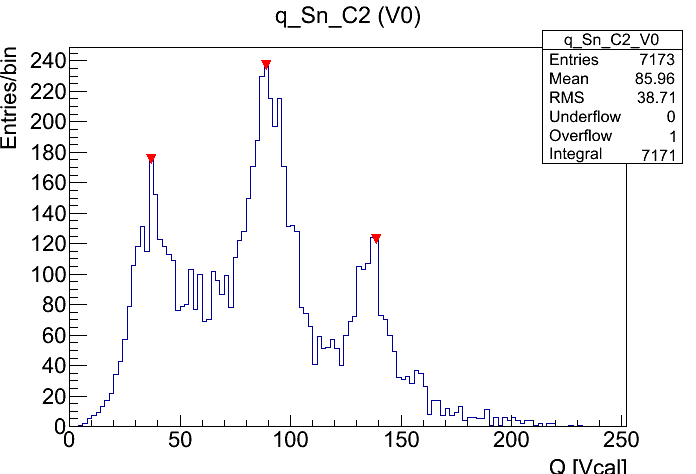 q_Sn_C2 (V0)
q_Sn_C2_V0
Entries 7173
Mean 85.96
RMS 38.71
Underflow 0
Overflow 1
Integral 7171
Entries/bin
240
220
200
180
160
140
120
100
80
60
40
20
0
0 50 100 150 200 250
Q [Vcal]